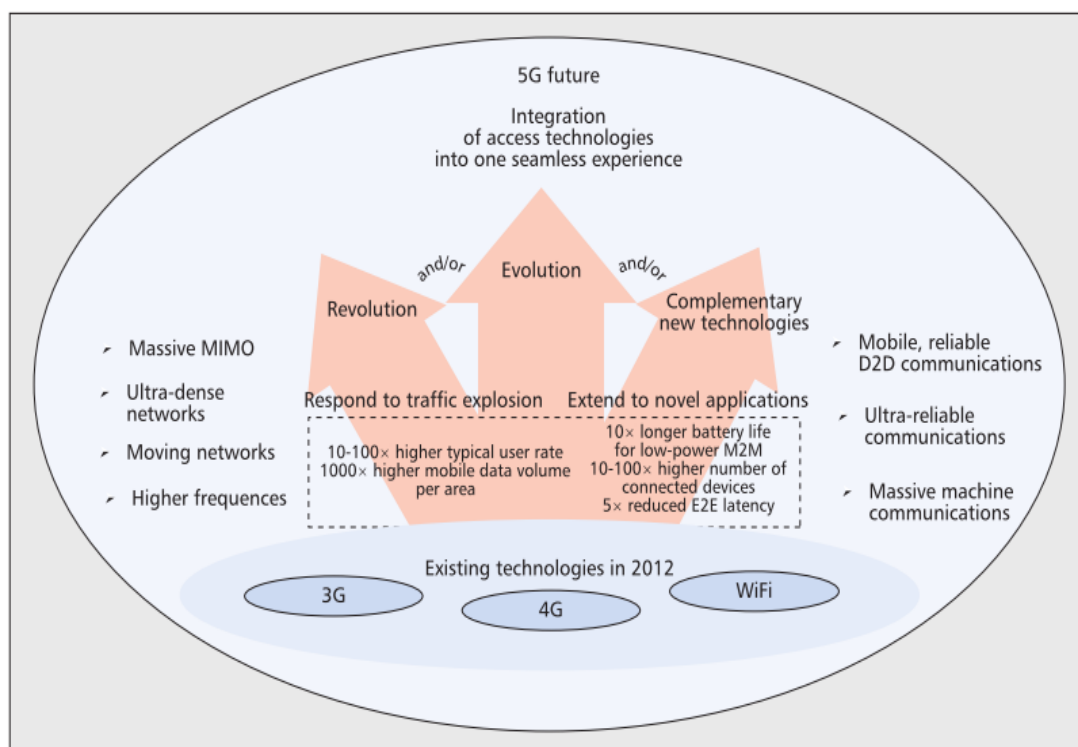 5G future
Integration
of access technologies
into one seamless experience
and/or
Evolution
and/or
Revolution
Complementary
new technologies
Massive MIMO
Ultra-dense
networks
Moving networks
Higher frequences
Mobile, reliable
D2D communications
Ultra-reliable
communications
Massive machine
communications
Respond to traffic explosion
10-100× higher typical user rate
1000× higher mobile data volume
per area
Extend to novel applications
10× longer battery life
for low-power M2M
10-100× higher number of
connected devices
5× reduced E2E latency
Existing technologies in 2012
3G
4G
WiFi